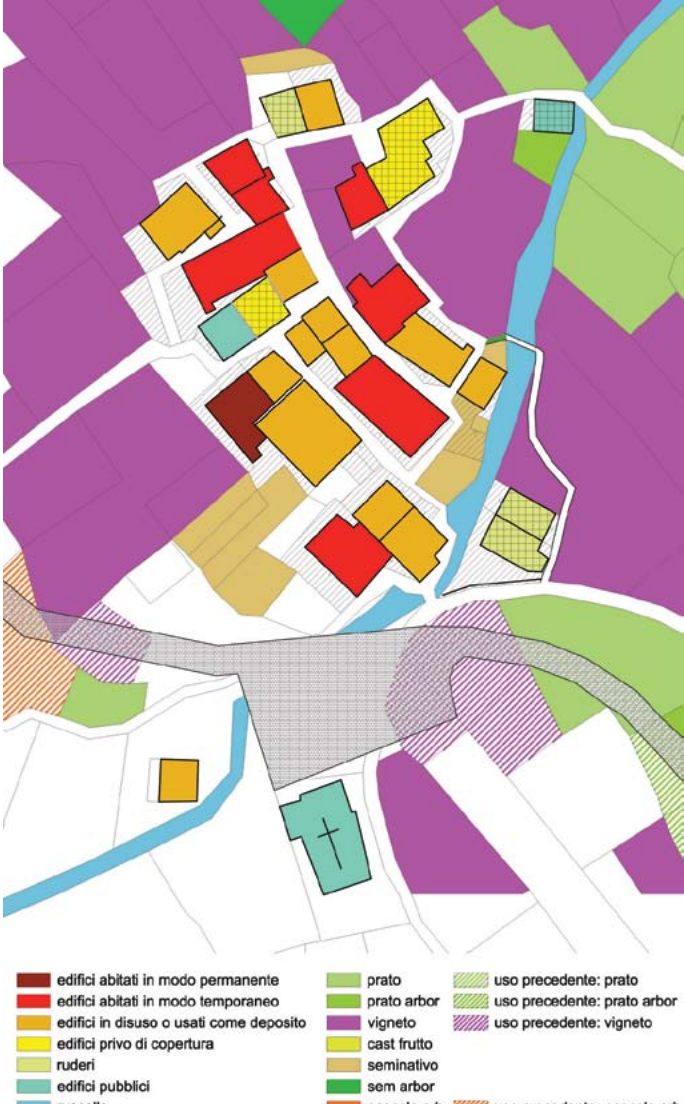 edifici abitati in modo permanente
edifici abitati in modo temporaneo
edifici in disuso o usati come deposito
edifici privo di copertura
ruderi
edifici pubblici
prato
prato arbor
vigneto
cast frutto
seminativo
sem arbor
uso precedente: prato
uso precedente: prato arbor
uso precedente: vigneto